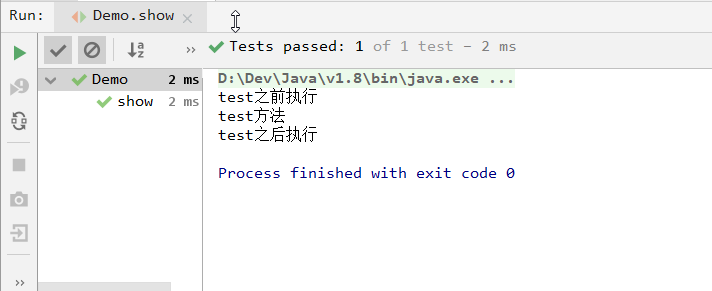 Run: Demo.show
Tests passed: 1 of 1 test – 2 ms
Demo 2 ms
show 2 ms
D:\Dev\Java\v1.8\bin\java.exe ...
test之前执行
test方法
test之后执行
Process finished with exit code 0